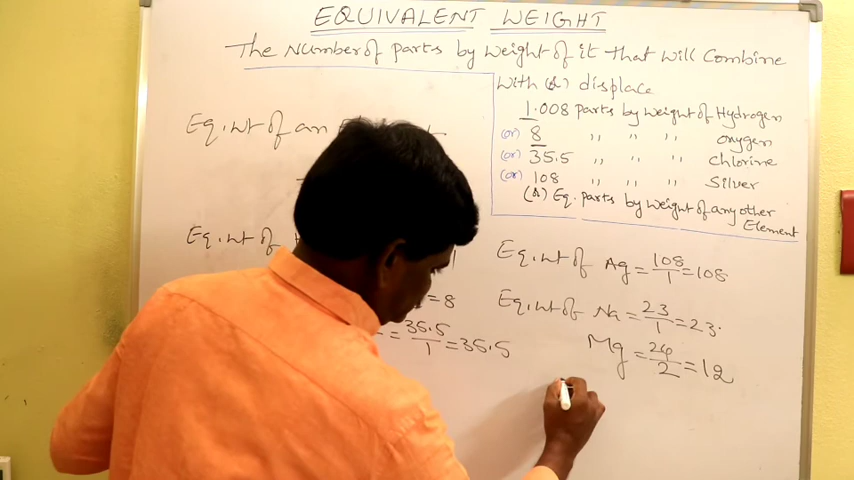 EQUIVALENT WEIGHT
The Number of parts by weight of it that will Combine
with (or) displace
1.008 parts by weight of Hydrogen
(or) 8 ,, ,, ,, oxygen
(or) 35.5 ,, ,, ,, chlorine
(or) 108 ,, ,, ,, Silver
(or) Eq. parts by weight of any other
Element
Eq.wt of an
Eq.wt of
= 8
= 35.5/1 = 35.5
Eq.wt of Ag = 108/1 = 108
Eq.wt of Na = 23/1 = 23.
Mg = 24/2 = 12